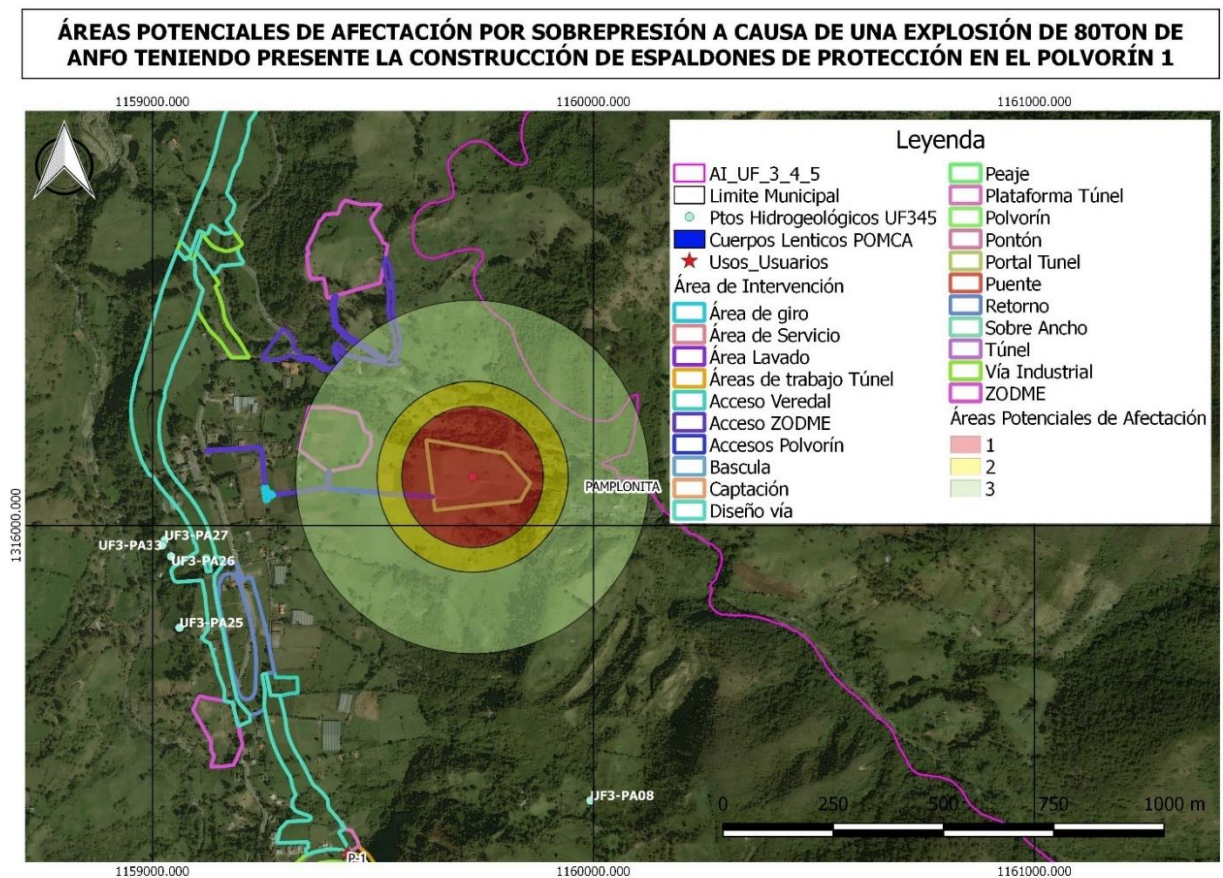 ÁREAS POTENCIALES DE AFECTACIÓN POR SOBREPRESIÓN A CAUSA DE UNA EXPLOSIÓN DE 80TON DE
ANFO TENIENDO PRESENTE LA CONSTRUCCIÓN DE ESPALDONES DE PROTECCIÓN EN EL POLVORÍN 1
1159000.000
1160000.000
1161000.000
Leyenda
AI_UF_3_4_5
Limite Municipal
Ptos Hidrogeológicos UF345
Cuerpos Lenticos POMCA
Usos_Usuarios
Área de Intervención
Área de giro
Área de Servicio
Área Lavado
Áreas de trabajo Túnel
Acceso Veredal
Acceso ZODME
Accesos Polvorín
Bascula
Captación
Diseño vía
Peaje
Plataforma Túnel
Polvorín
Pontón
Portal Tunel
Puente
Retorno
Sobre Ancho
Túnel
Vía Industrial
ZODME
Áreas Potenciales de Afectación
1
2
3
PAMPLONITA
1316000.000
UF3-PA27
UF3-PA33
UF3-PA26
UF3-PA25
UF3-PA08
P-1
0 250 500 750 1000 m
1159000.000
1160000.000
1161000.000